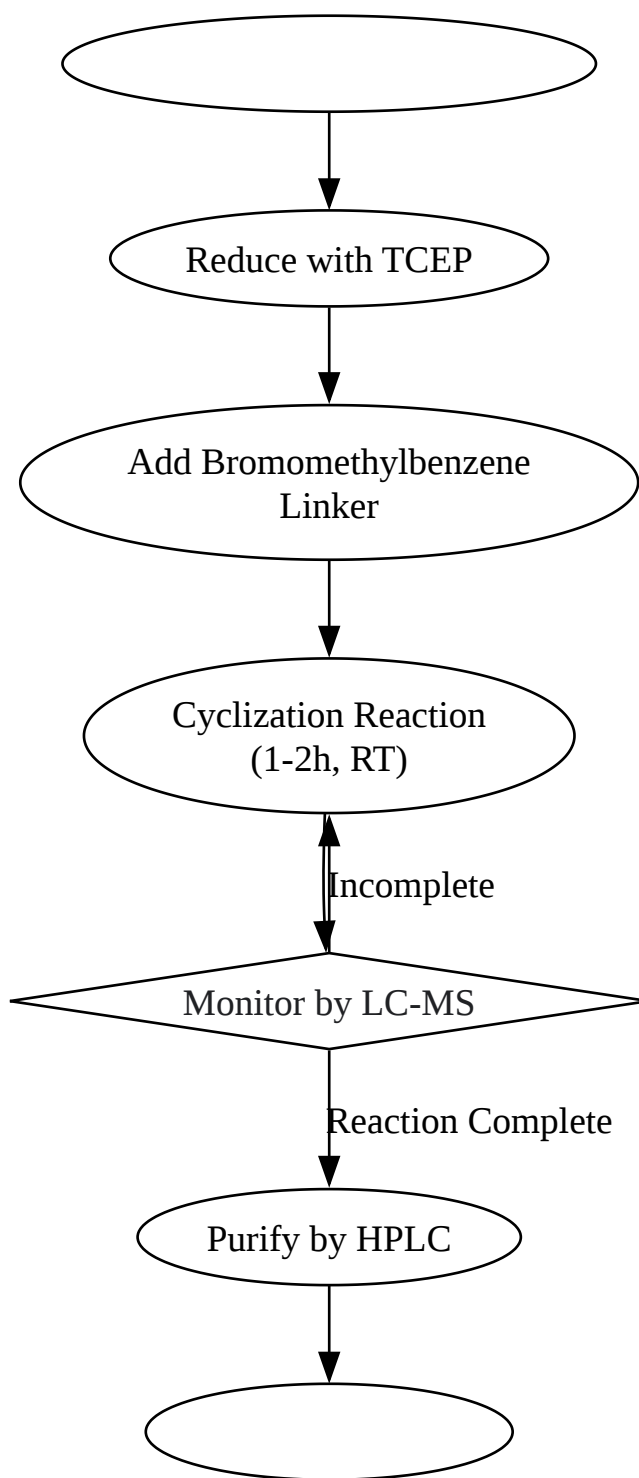 Reduce with TCEP
Add Bromomethylbenzene
Linker
Cyclization Reaction
(1-2h, RT)
Incomplete
Monitor by LC-MS
Reaction Complete
Purify by HPLC